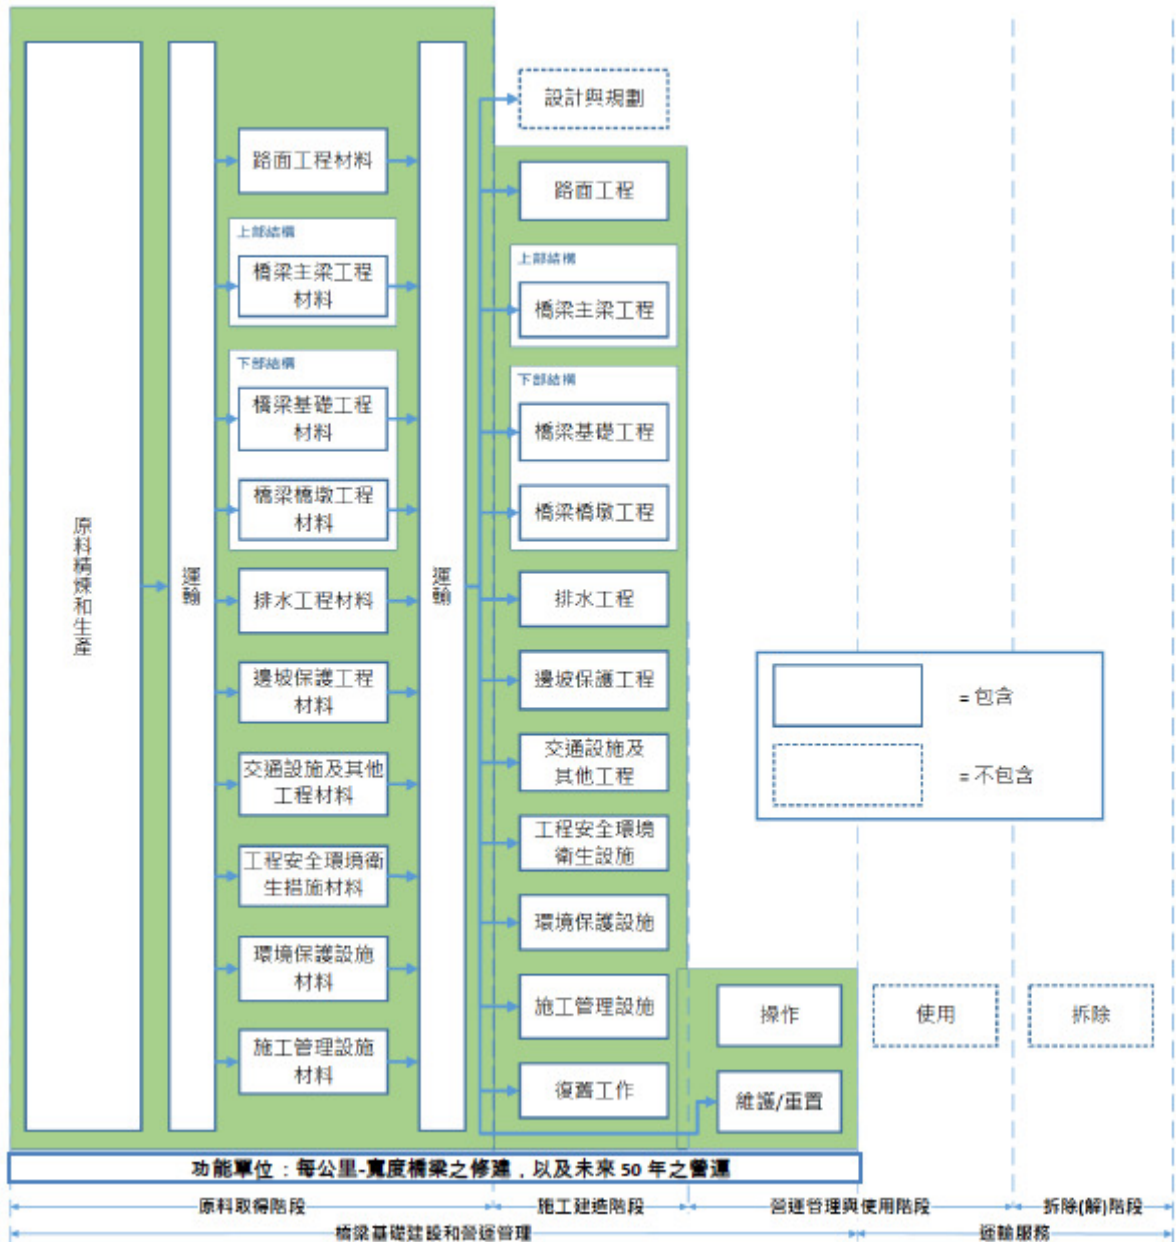 設計與規劃
路面工程材料
路面工程
上部結構
橋梁主梁工程
材料
上部結構
橋梁主梁工程
下部結構
橋梁基礎工程
材料
橋梁橋墩工程
材料
下部結構
橋梁基礎工程
橋梁橋墩工程
原料精煉和生產
運輸
運輸
排水工程材料
排水工程
邊坡保護工程
材料
邊坡保護工程
交通設施及其他
工程材料
交通設施及
其他工程
工程安全環境衛
生措施材料
工程安全環境
衛生設施
環境保護設施
材料
環境保護設施
施工管理設施
材料
施工管理設施
復舊工作
操作
維護/重置
使用
拆除
= 包含
= 不包含
功能單位：每公里-寬度橋梁之修建，以及未來 50 年之營運
原料取得階段
施工建造階段
營運管理與使用階段
拆除(解)階段
橋梁基礎建設和營運管理
運輸服務